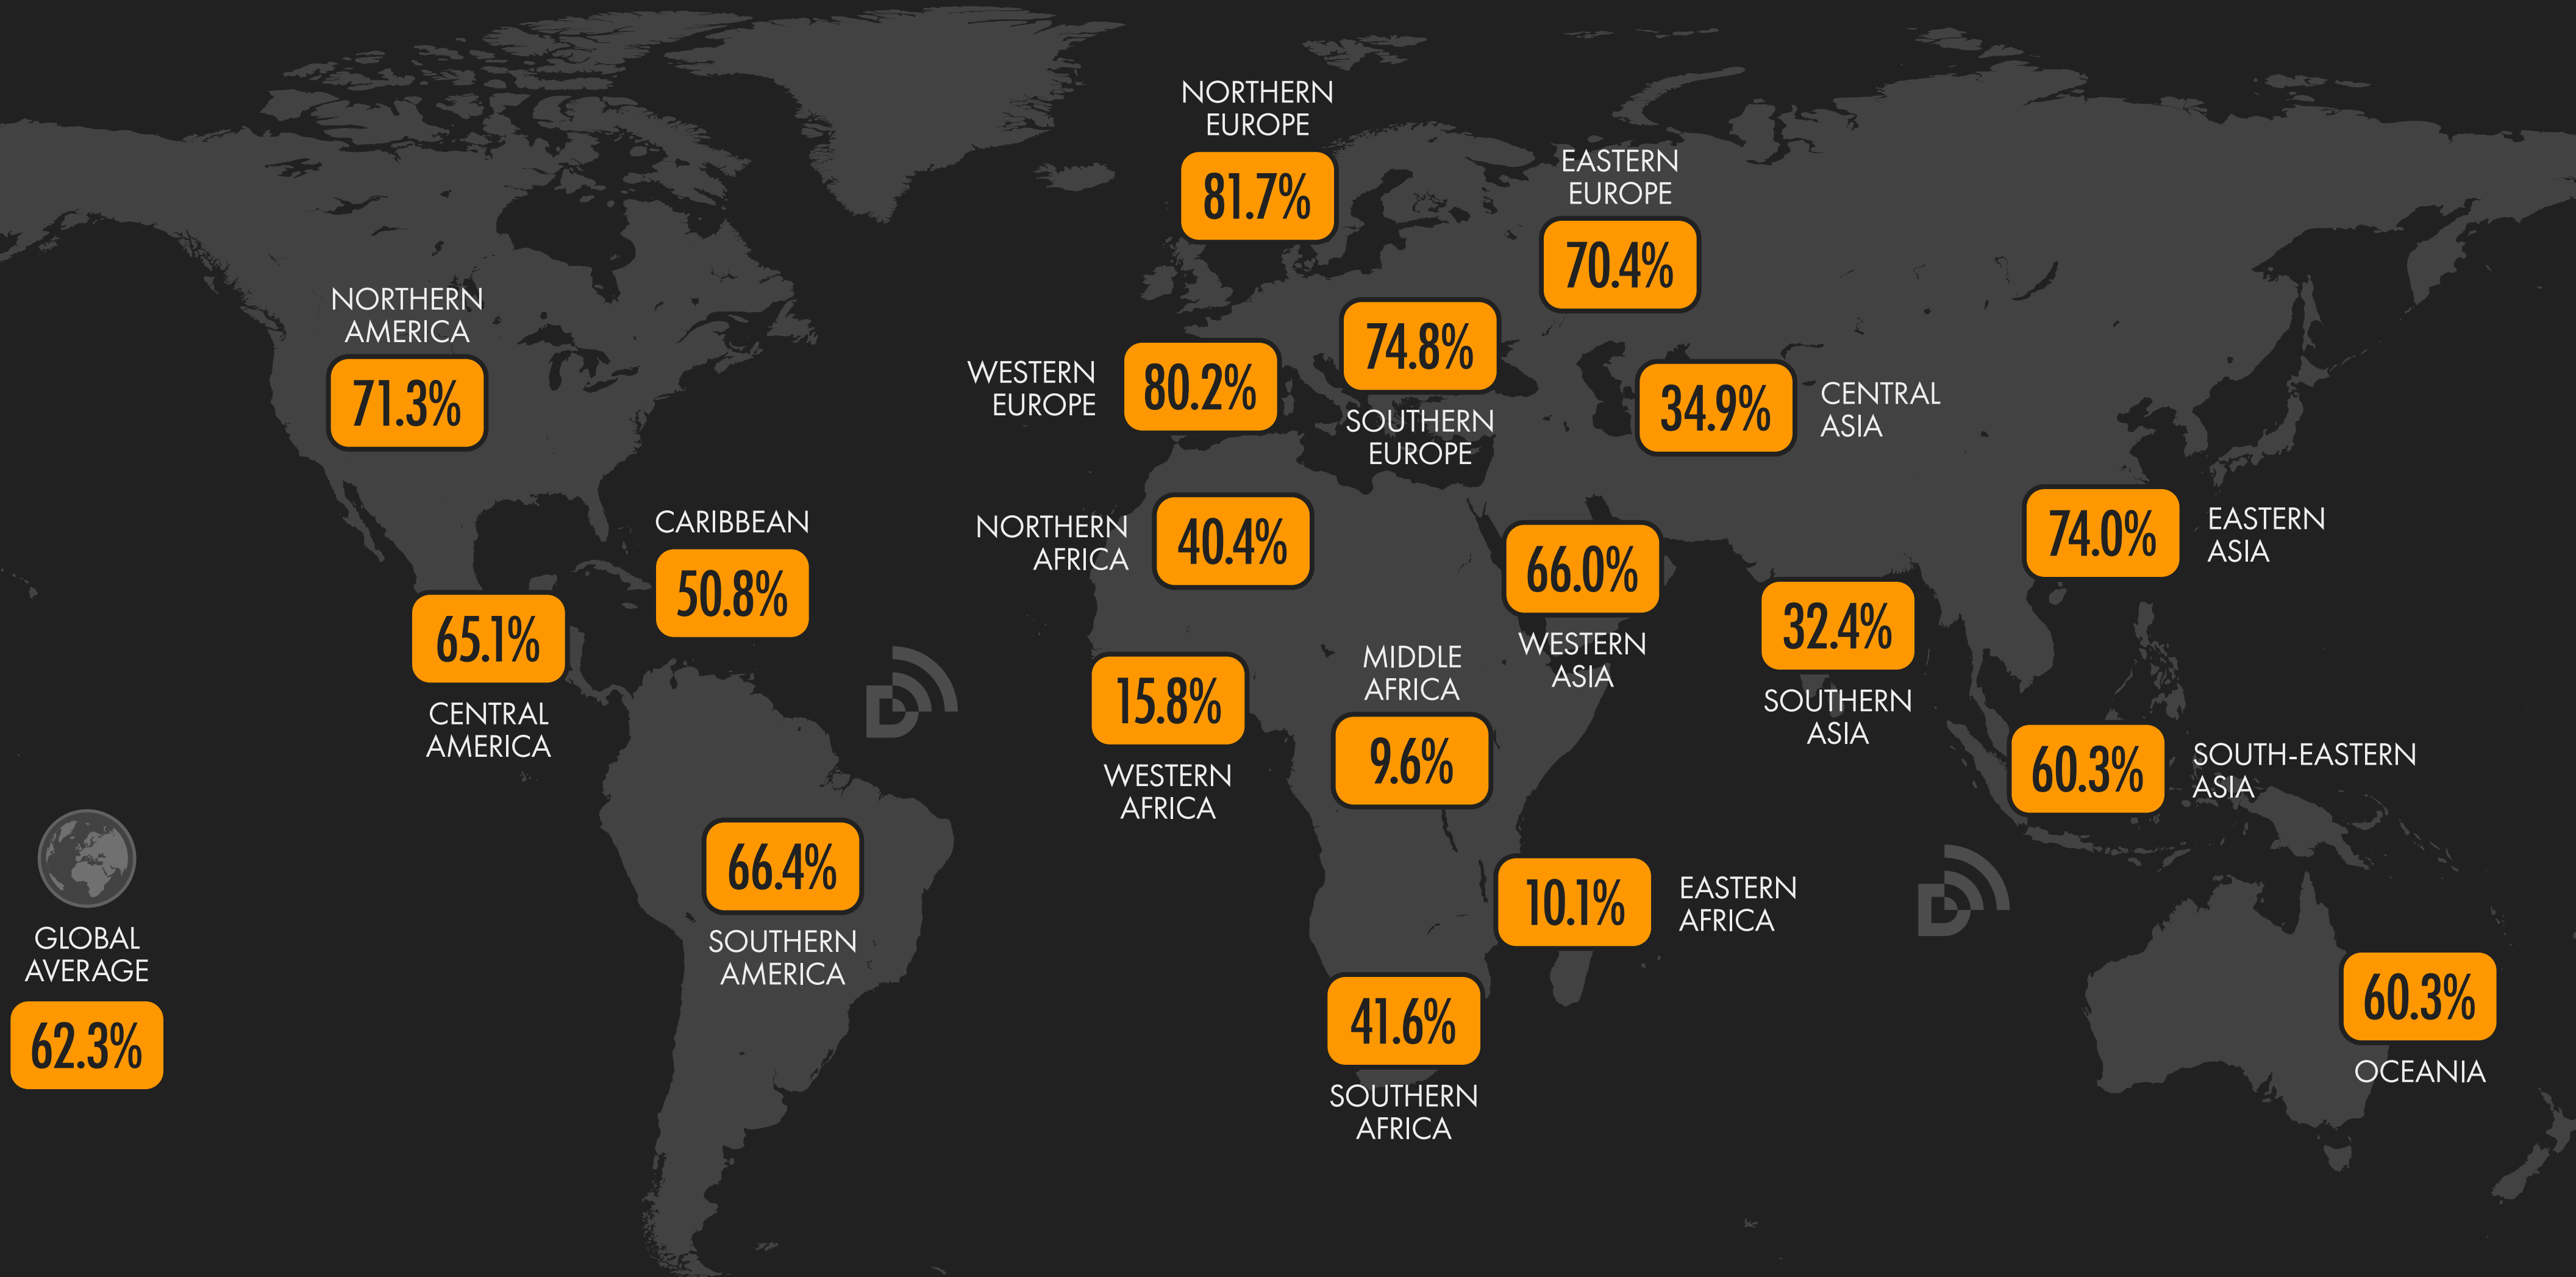 NORTHERN
EUROPE
81.7%
EASTERN
EUROPE
70.4%
NORTHERN
AMERICA
71.3%
WESTERN
EUROPE
80.2%
74.8%
SOUTHERN
EUROPE
34.9%
CENTRAL
ASIA
CARIBBEAN
50.8%
NORTHERN
AFRICA
40.4%
66.0%
WESTERN
ASIA
74.0%
EASTERN
ASIA
65.1%
CENTRAL
AMERICA
32.4%
SOUTHERN
ASIA
15.8%
WESTERN
AFRICA
MIDDLE
AFRICA
9.6%
60.3%
SOUTH-EASTERN
ASIA
66.4%
SOUTHERN
AMERICA
10.1%
EASTERN
AFRICA
GLOBAL
AVERAGE
62.3%
41.6%
SOUTHERN
AFRICA
60.3%
OCEANIA